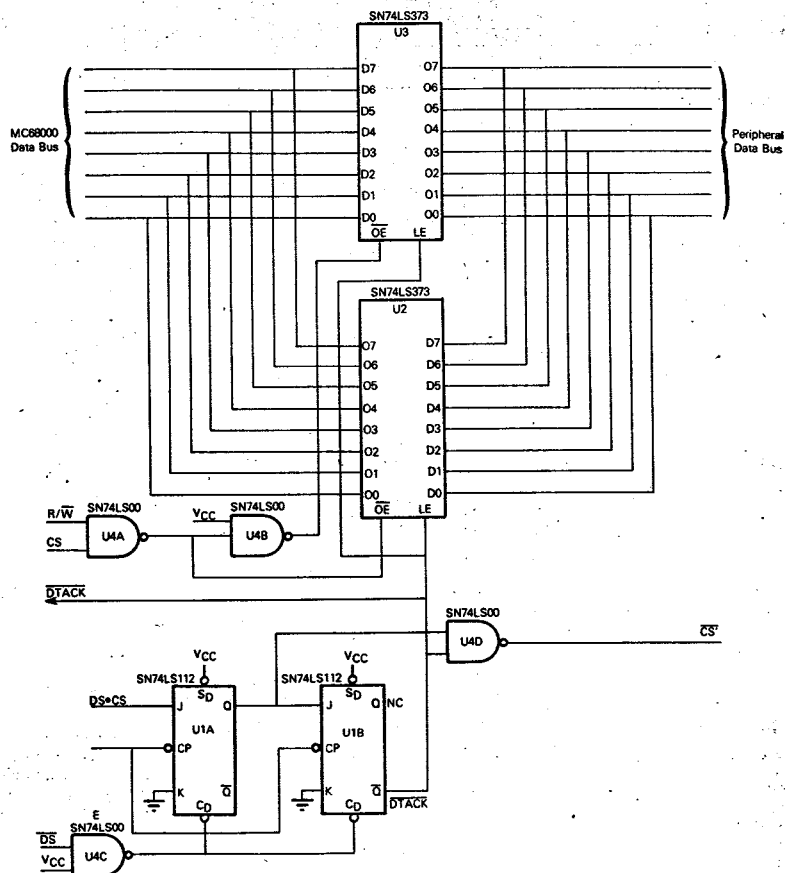 SN74LS373
U3
D7 O7
D6 O6
D5 O5
D4 O4
D3 O3
D2 O2
D1 O1
D0 O0
OE LE
MC68000
Data Bus
Peripheral
Data Bus
SN74LS373
U2
O7 D7
O6 D6
O5 D5
O4 D4
O3 D3
O2 D2
O1 D1
O0 D0
OE LE
SN74LS00
R/W
CS
U4A
SN74LS00
VCC
U4B
DTACK
SN74LS00
U4D
CS'
VCC
SN74LS112
SD
DS•CS
J Q
U1A
CP
K Q
CD
VCC
SN74LS112
SD
J Q NC
U1B
CP
K Q
DTACK
CD
E
SN74LS00
DS
VCC
U4C